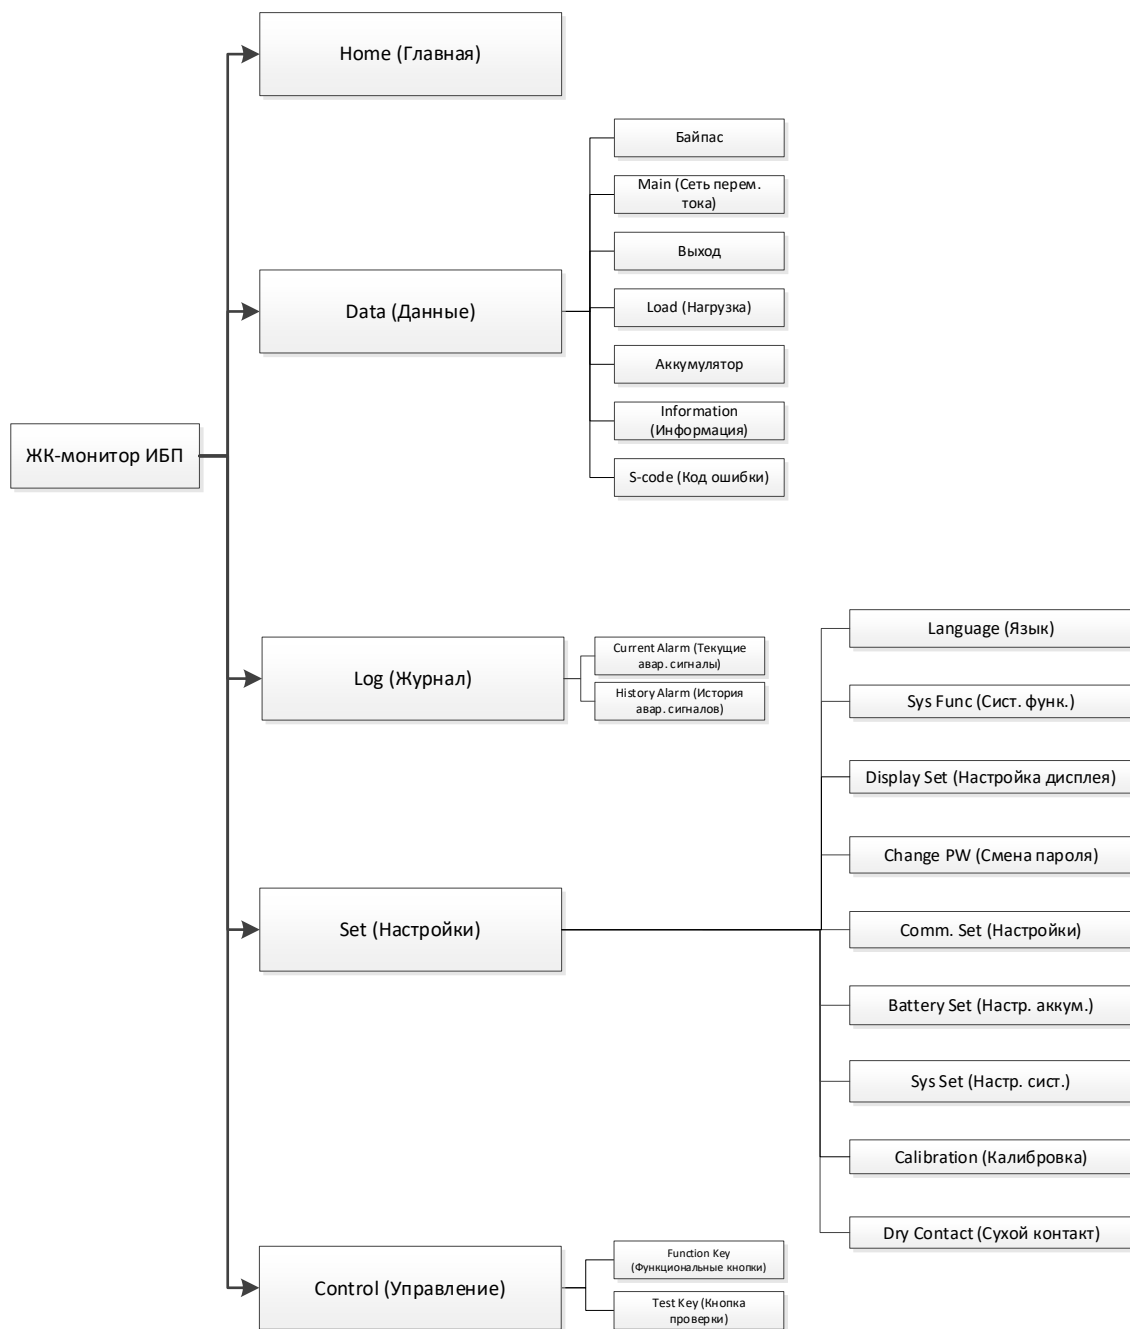 Home (Главная)
Байпас
Main (Сеть перем.
тока)
Выход
Data (Данные)
Load (Нагрузка)
Аккумулятор
Information
(Информация)
S-code (Код ошибки)
ЖК-монитор ИБП
Log (Журнал)
Current Alarm (Текущие
авар. сигналы)
History Alarm (История
авар. сигналов)
Language (Язык)
Sys Func (Сист. функ.)
Display Set (Настройка дисплея)
Change PW (Смена пароля)
Set (Настройки)
Comm. Set (Настройки)
Battery Set (Настр. аккум.)
Sys Set (Настр. сист.)
Calibration (Калибровка)
Dry Contact (Сухой контакт)
Control (Управление)
Function Key
(Функциональные кнопки)
Test Key (Кнопка
проверки)